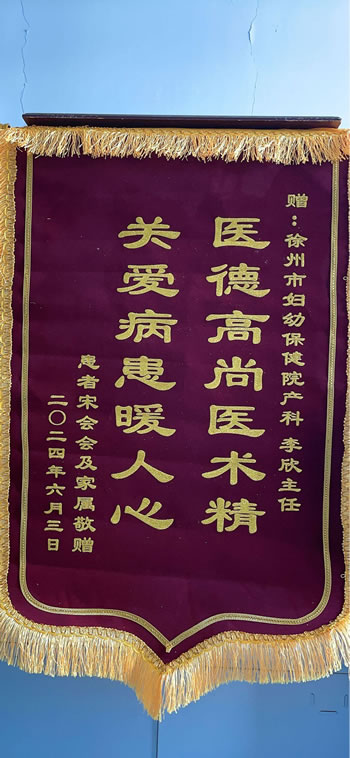 赠：徐州市妇幼保健院产科 李欣主任
医德高尚医术精
关爱病患暖人心
患者宋会会及家属敬赠
二〇二四年六月三日